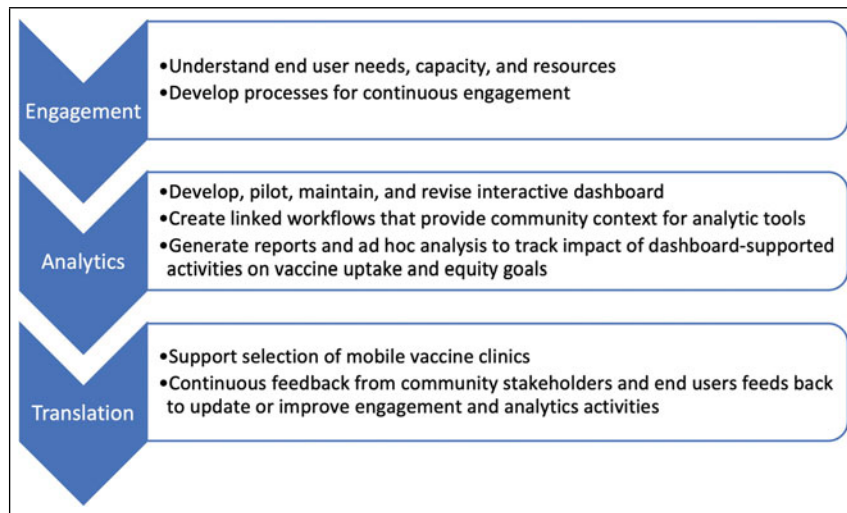 Engagement
•Understand end user needs, capacity, and resources
•Develop processes for continuous engagement
Analytics
•Develop, pilot, maintain, and revise interactive dashboard
•Create linked workflows that provide community context for analytic tools
•Generate reports and ad hoc analysis to track impact of dashboard-supported
activities on vaccine uptake and equity goals
Translation
•Support selection of mobile vaccine clinics
•Continuous feedback from community stakeholders and end users feeds back
to update or improve engagement and analytics activities